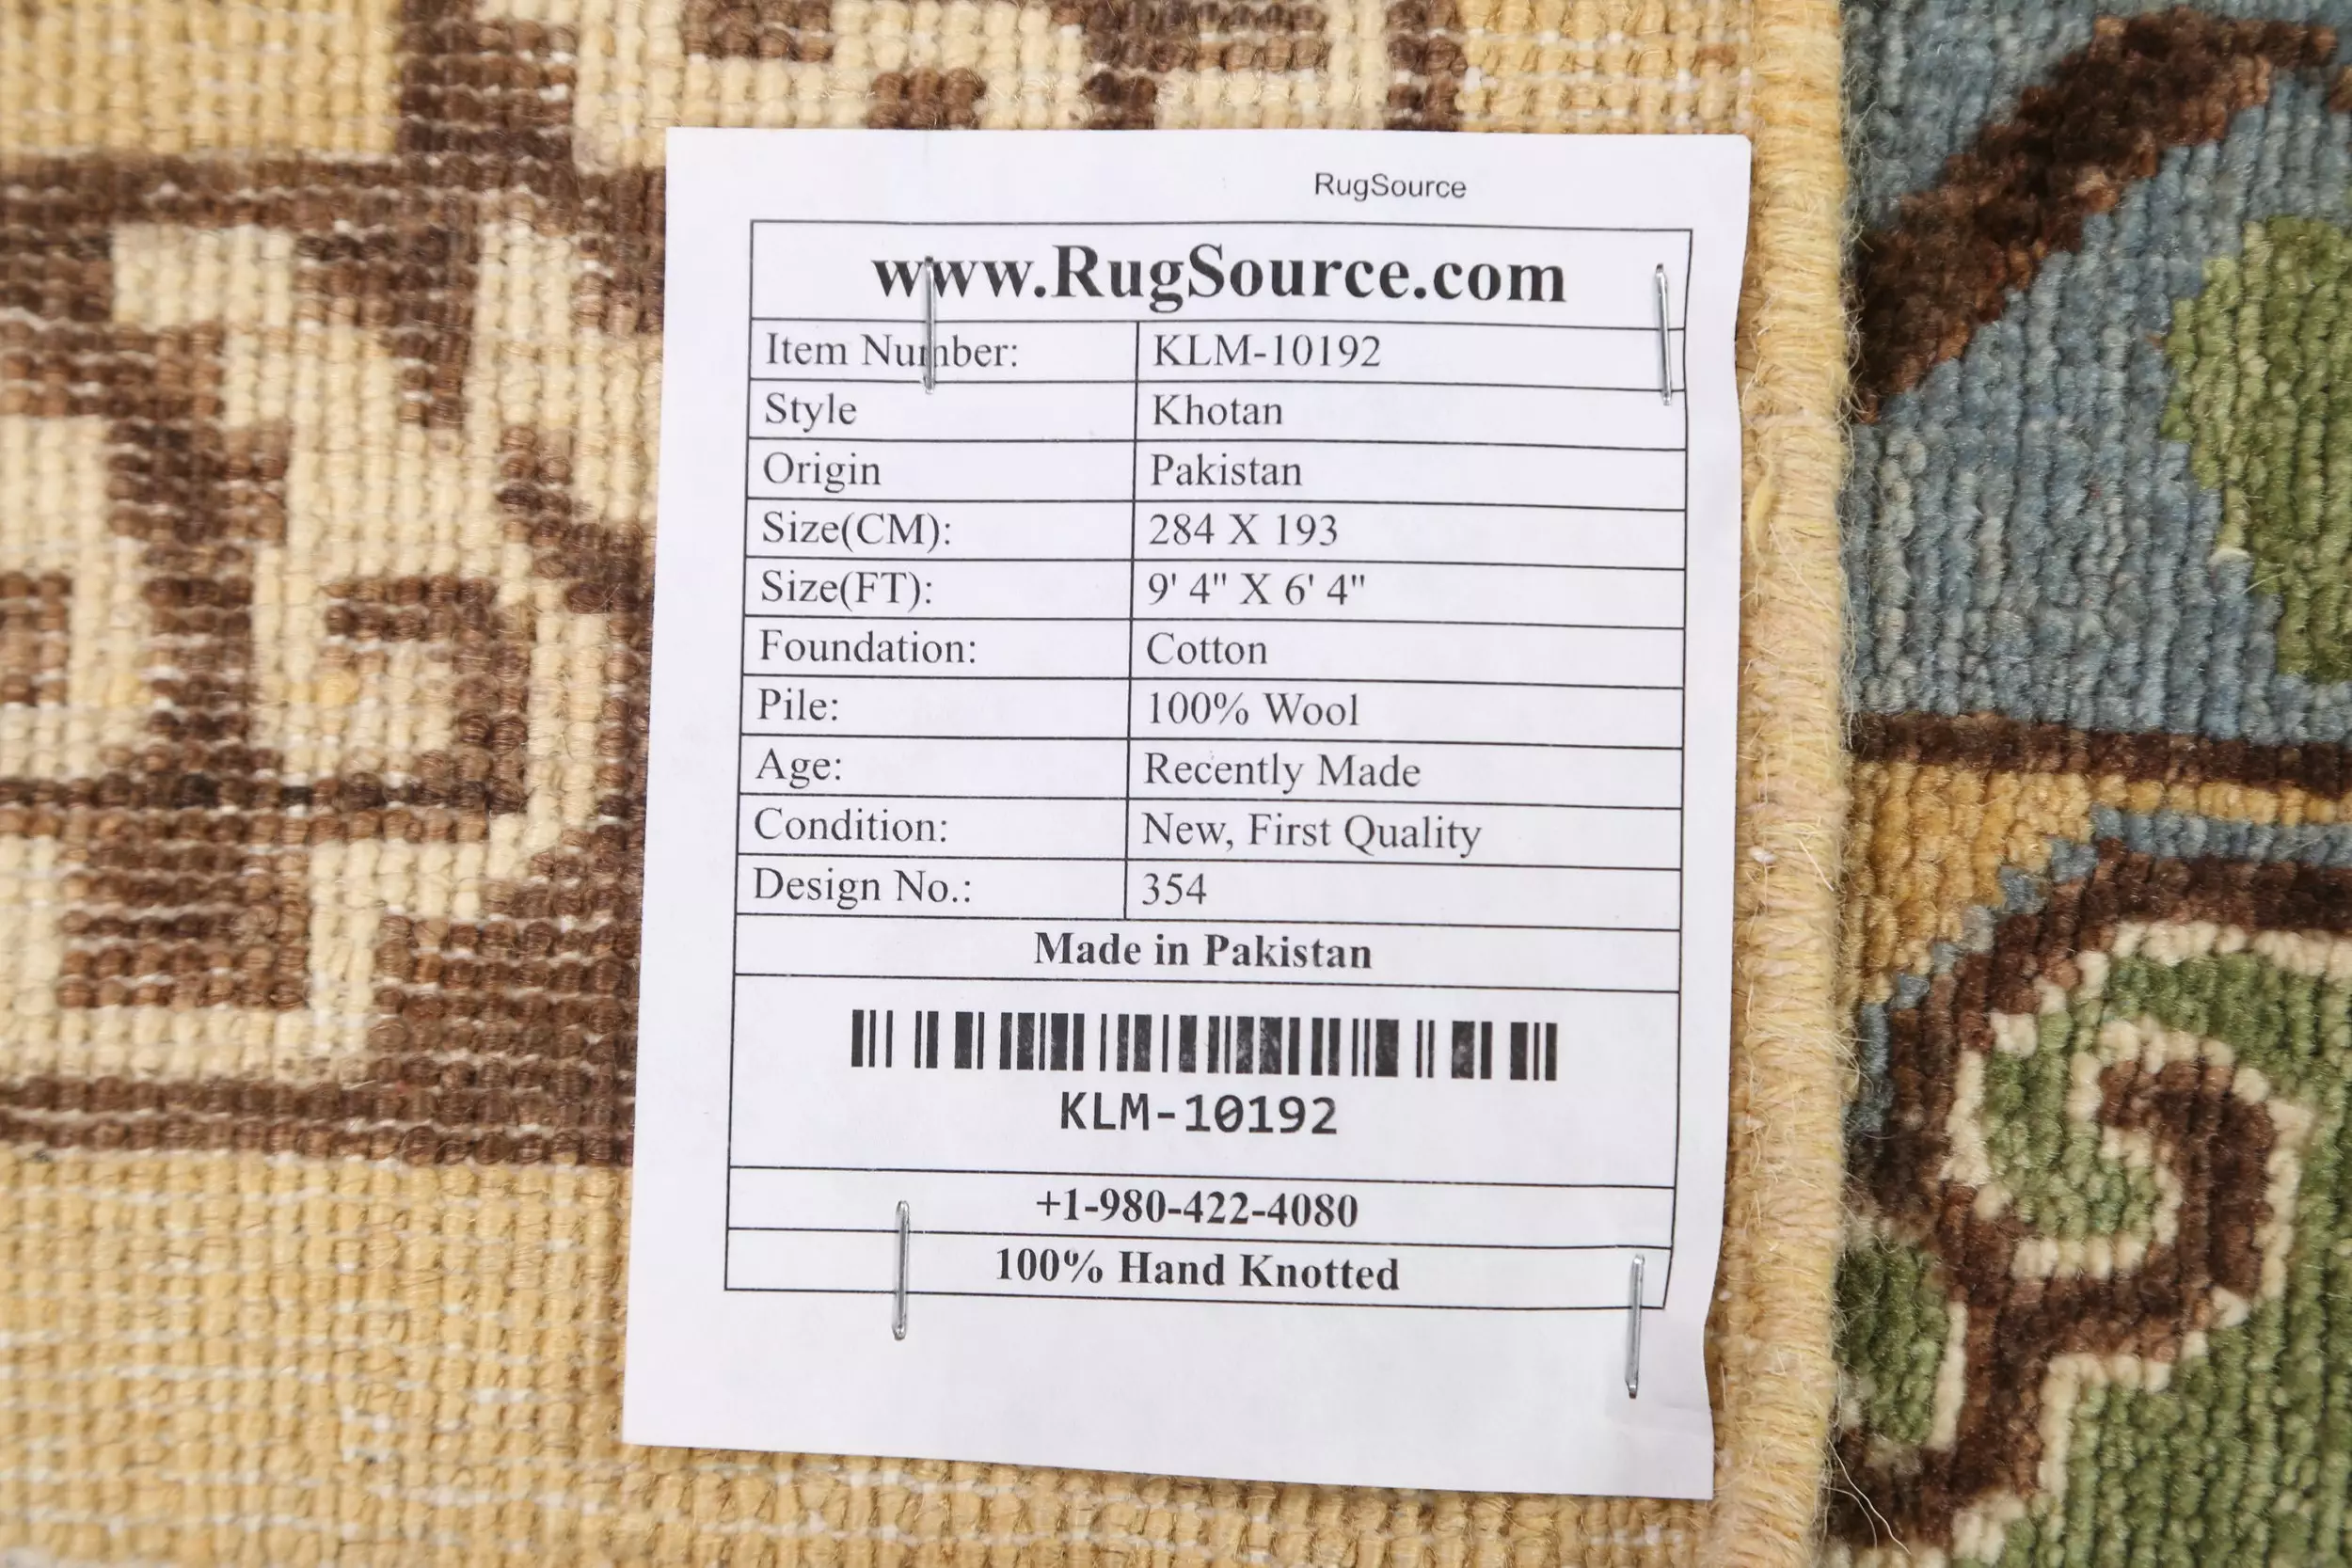 RugSource
www.RugSource.com
Item Number: KLM-10192
Style Khotan
Origin Pakistan
Size(CM): 284 X 193
Size(FT): 9' 4" X 6' 4"
Foundation: Cotton
Pile: 100% Wool
Age: Recently Made
Condition: New, First Quality
Design No.: 354
Made in Pakistan
KLM-10192
+1-980-422-4080
100% Hand Knotted